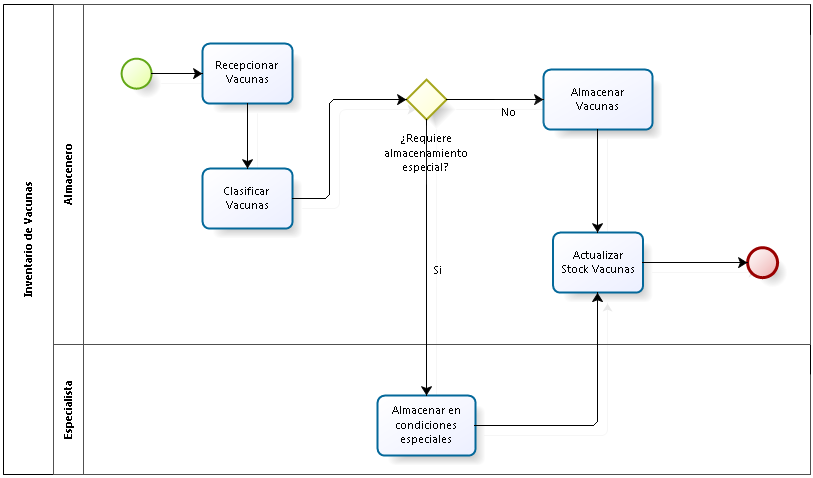 Inventario de Vacunas
Almacenero
Recepcionar
Vacunas
Clasificar
Vacunas
¿Requiere
almacenamiento
especial?
No
Almacenar
Vacunas
Si
Actualizar
Stock Vacunas
Especialista
Almacenar en
condiciones
especiales